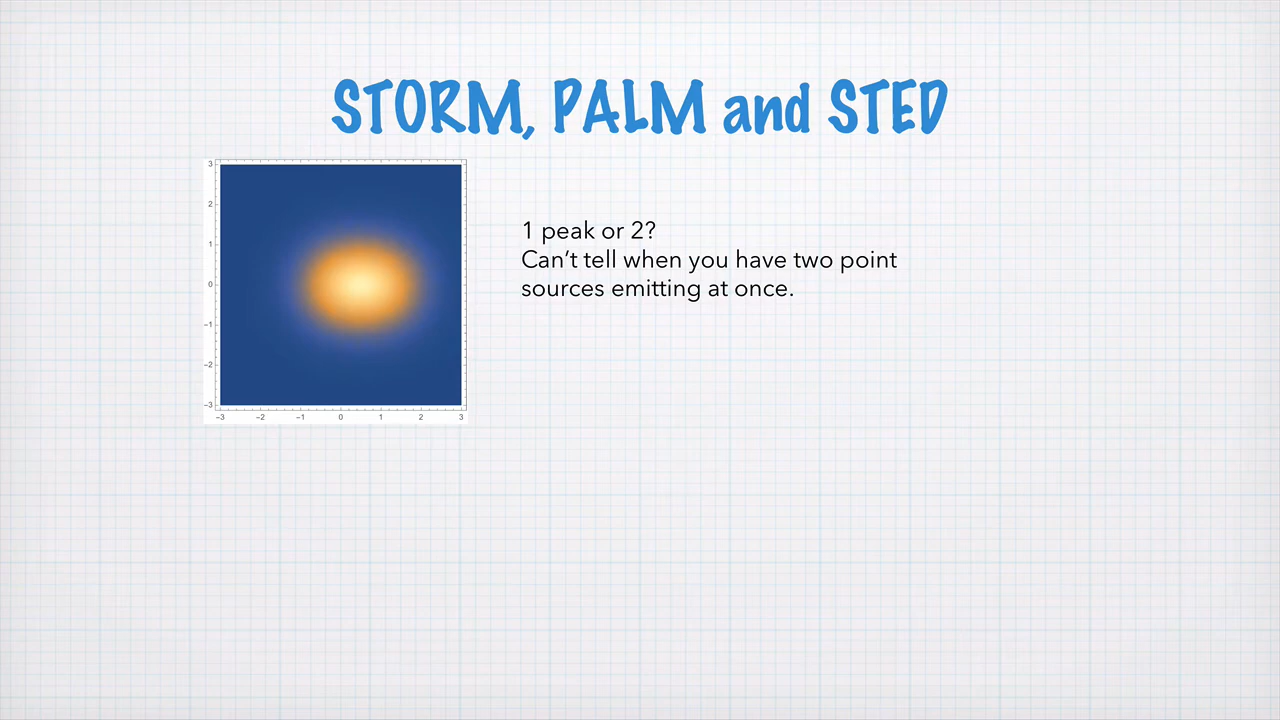 STORM, PALM and STED
3
2
1
0
−1
−2
−3
−3 −2 −1 0 1 2 3
1 peak or 2?
Can’t tell when you have two point
sources emitting at once.